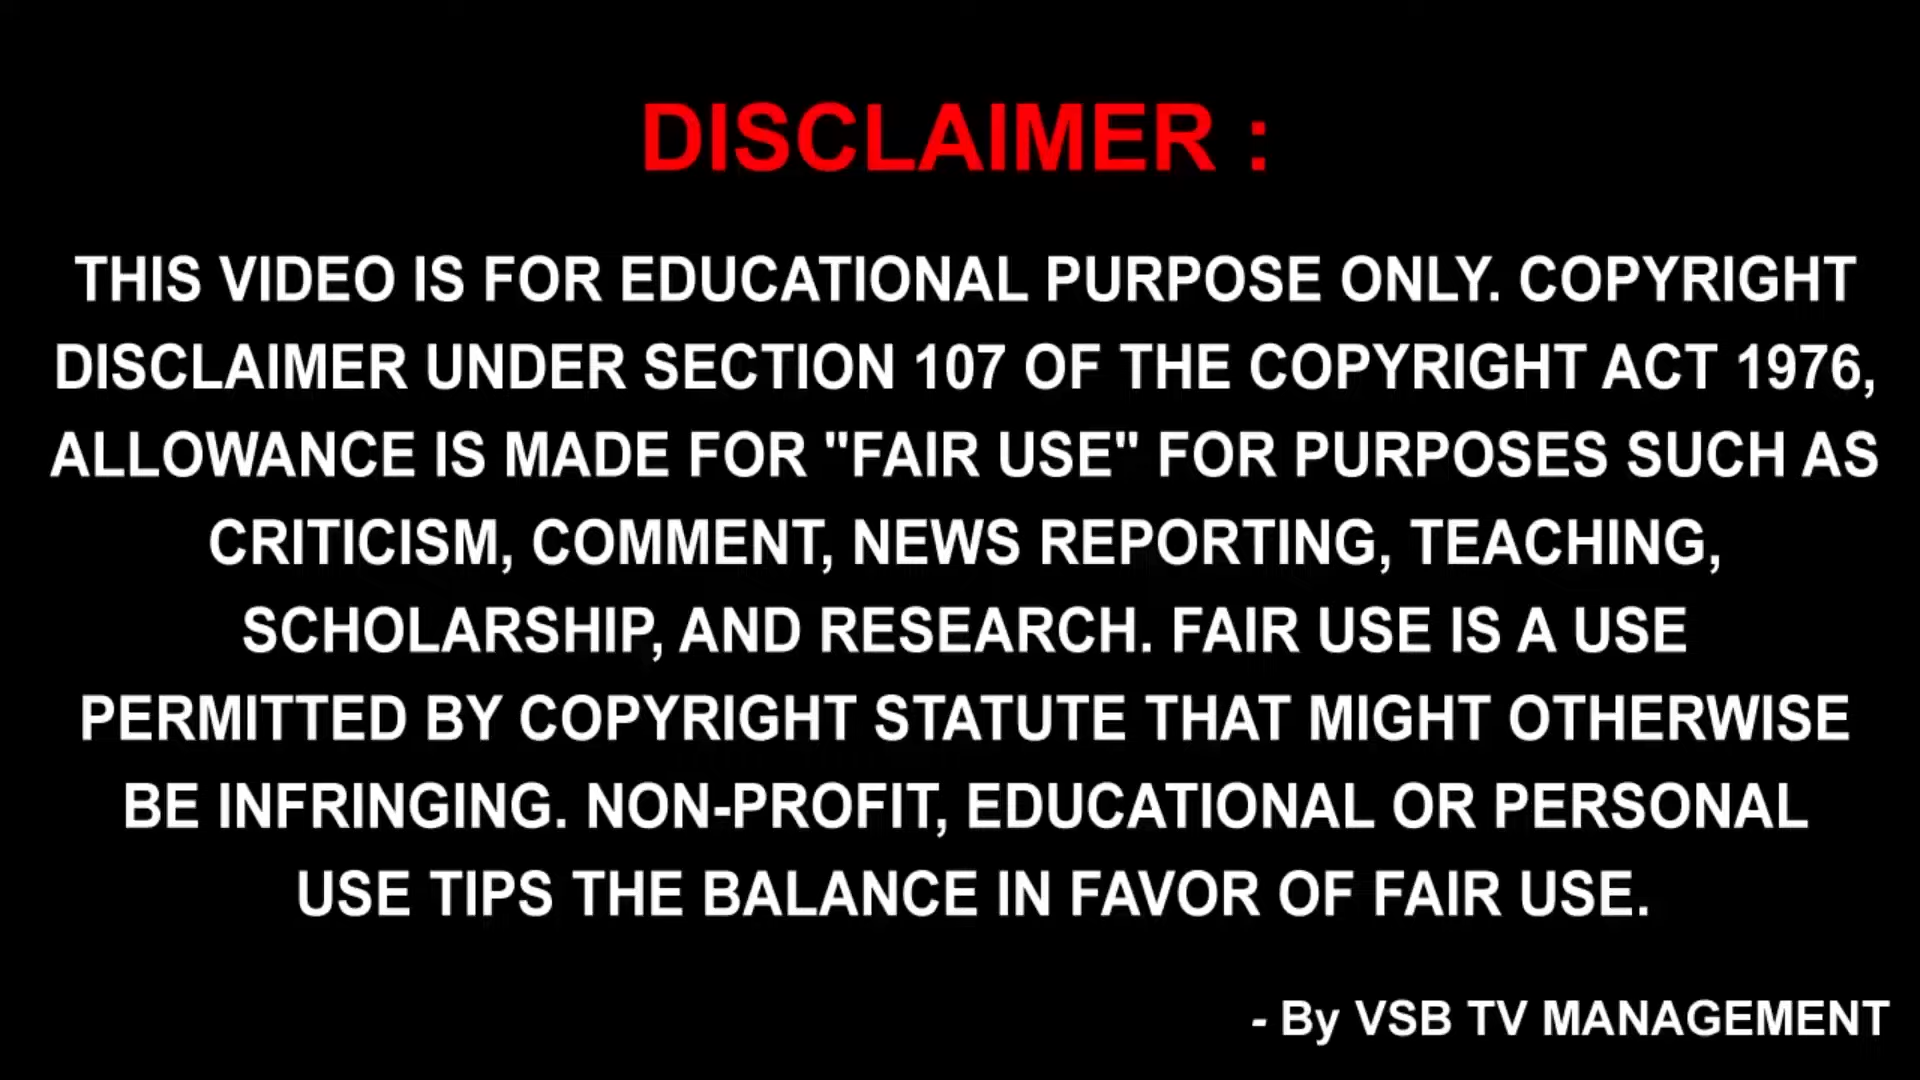 DISCLAIMER :
THIS VIDEO IS FOR EDUCATIONAL PURPOSE ONLY. COPYRIGHT
DISCLAIMER UNDER SECTION 107 OF THE COPYRIGHT ACT 1976,
ALLOWANCE IS MADE FOR "FAIR USE" FOR PURPOSES SUCH AS
CRITICISM, COMMENT, NEWS REPORTING, TEACHING,
SCHOLARSHIP, AND RESEARCH. FAIR USE IS A USE
PERMITTED BY COPYRIGHT STATUTE THAT MIGHT OTHERWISE
BE INFRINGING. NON-PROFIT, EDUCATIONAL OR PERSONAL
USE TIPS THE BALANCE IN FAVOR OF FAIR USE.
- By VSB TV MANAGEMENT